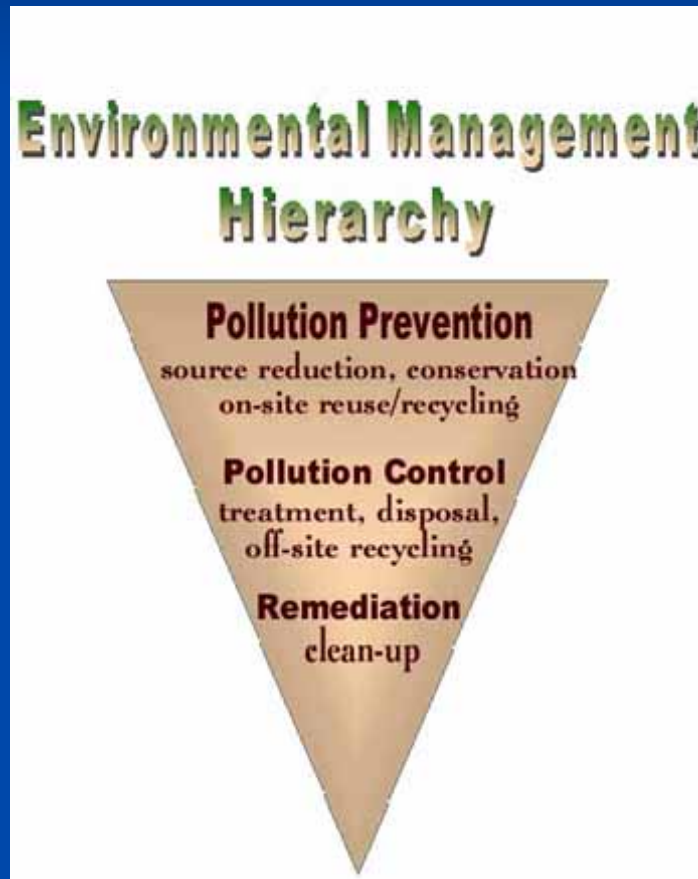 Environmental Management
Hierarchy
Pollution Prevention
source reduction, conservation
on-site reuse/recycling
Pollution Control
treatment, disposal,
off-site recycling
Remediation
clean-up